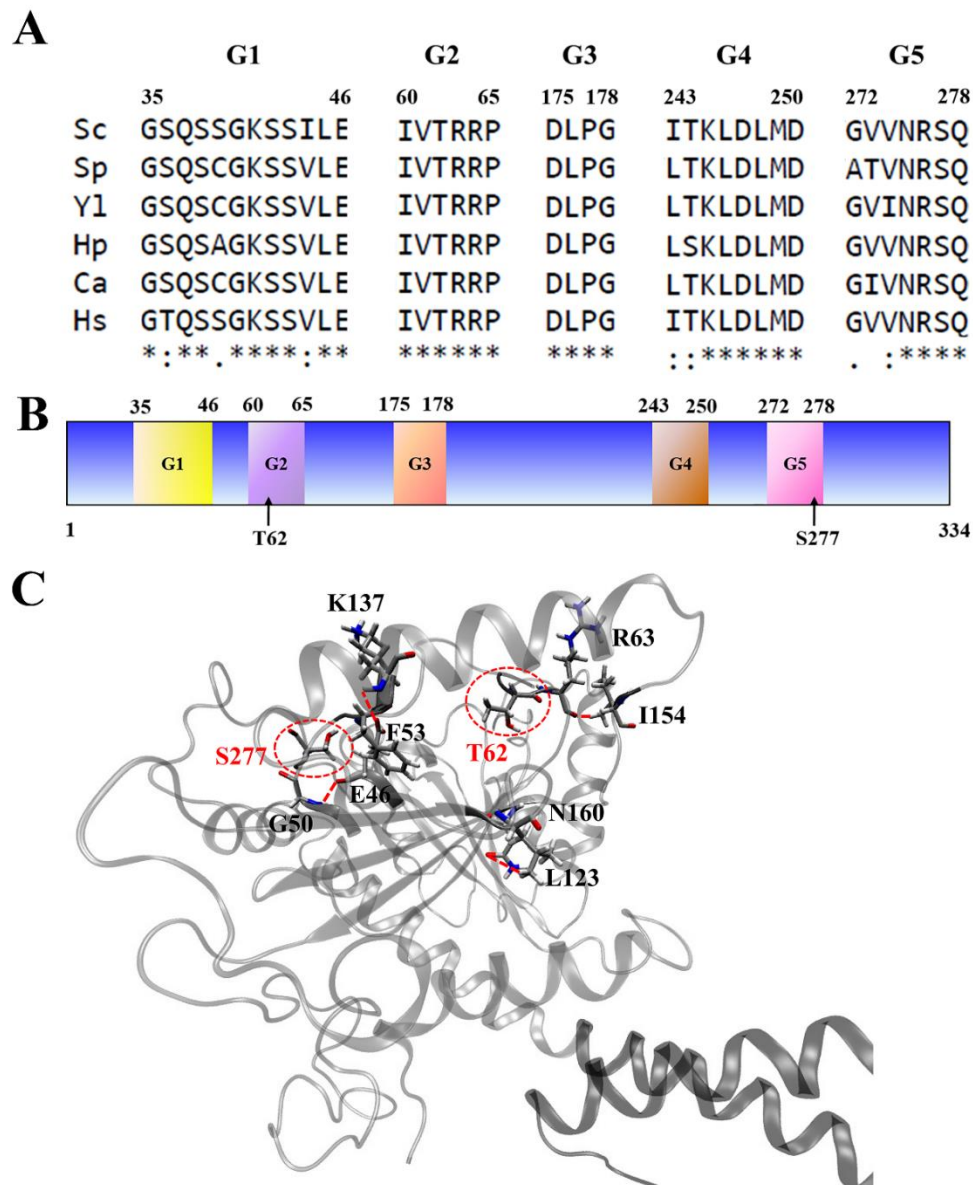 A
G1 G2 G3 G4 G5
35 46 60 65 175 178 243 250 272 278
Sc GSQSSGKSSILE IVTRRP DLPG ITKLDLMD GVVNRSQ
Sp GSQSCGKSSVLE IVTRRP DLPG LTKLDLMD ATVNRSQ
Yl GSQSCGKSSVLE IVTRRP DLPG LTKLDLMD GVINRSQ
Hp GSQSAGKSSVLE IVTRRP DLPG LSKLDLMD GVVNRSQ
Ca GSQSCGKSSVLE IVTRRP DLPG LTKLDLMD GIVNRSQ
Hs GTQSSGKSSVLE IVTRRP DLPG ITKLDLMD GVVNRSQ
*:**.****:** ****** **** ::****** . :****
B
35 46 60 65 175 178 243 250 272 278
G1 G2 G3 G4 G5
1 T62 S277 334
C
K137
R63
F53
I154
S277
T62
E46
G50
N160
L123